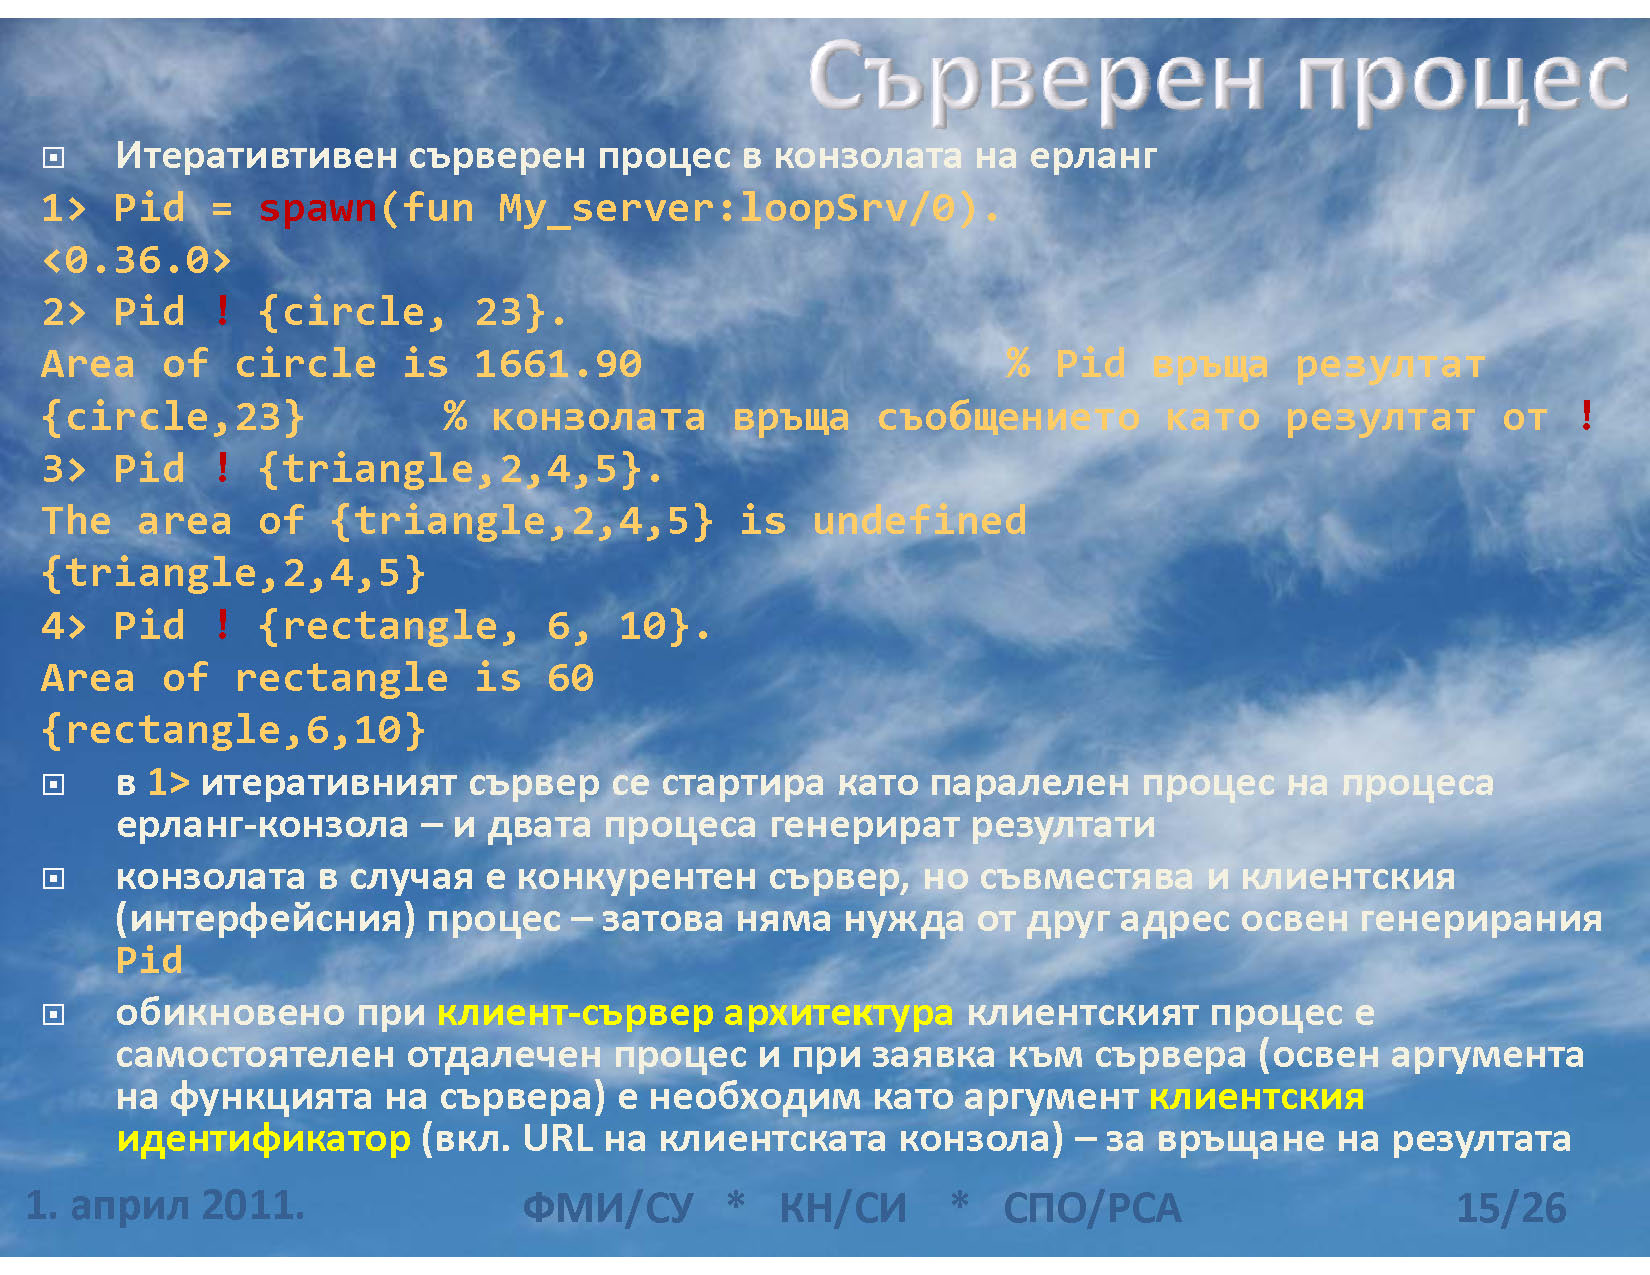 Сърверен процес
Итеративтивен сърверен процес в конзолата на ерланг
1> Pid = spawn(fun My_server:loopSrv/0).
<0.36.0>
2> Pid ! {circle, 23}.
Area of circle is 1661.90 % Pid връща резултат
{circle,23} % конзолата връща съобщението като резултат от !
3> Pid ! {triangle,2,4,5}.
The area of {triangle,2,4,5} is undefined
{triangle,2,4,5}
4> Pid ! {rectangle, 6, 10}.
Area of rectangle is 60
{rectangle,6,10}
в 1> итеративният сървер се стартира като паралелен процес на процеса
ерланг-конзола – и двата процеса генерират резултати
конзолата в случая е конкурентен сървер, но съвместява и клиентския
(интерфейсния) процес – затова няма нужда от друг адрес освен генерирания
Pid
обикновено при клиент-сървер архитектура клиентският процес е
самостоятелен отдалечен процес и при заявка към сървера (освен аргумента
на функцията на сървера) е необходим като аргумент клиентския
идентификатор (вкл. URL на клиентската конзола) – за връщане на резултата
1. април 2011. ФМИ/СУ * КН/СИ * СПО/РСА 15/26